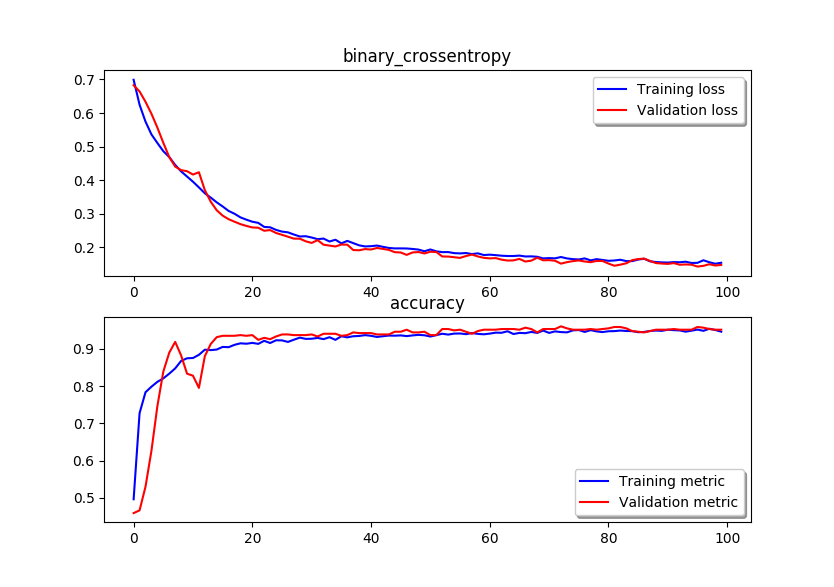 binary_crossentropy
0.7
0.6
0.5
0.4
0.3
0.2
Training loss
Validation loss
0 20 40 60 80 100
accuracy
0.9
0.8
0.7
0.6
0.5
Training metric
Validation metric
0 20 40 60 80 100